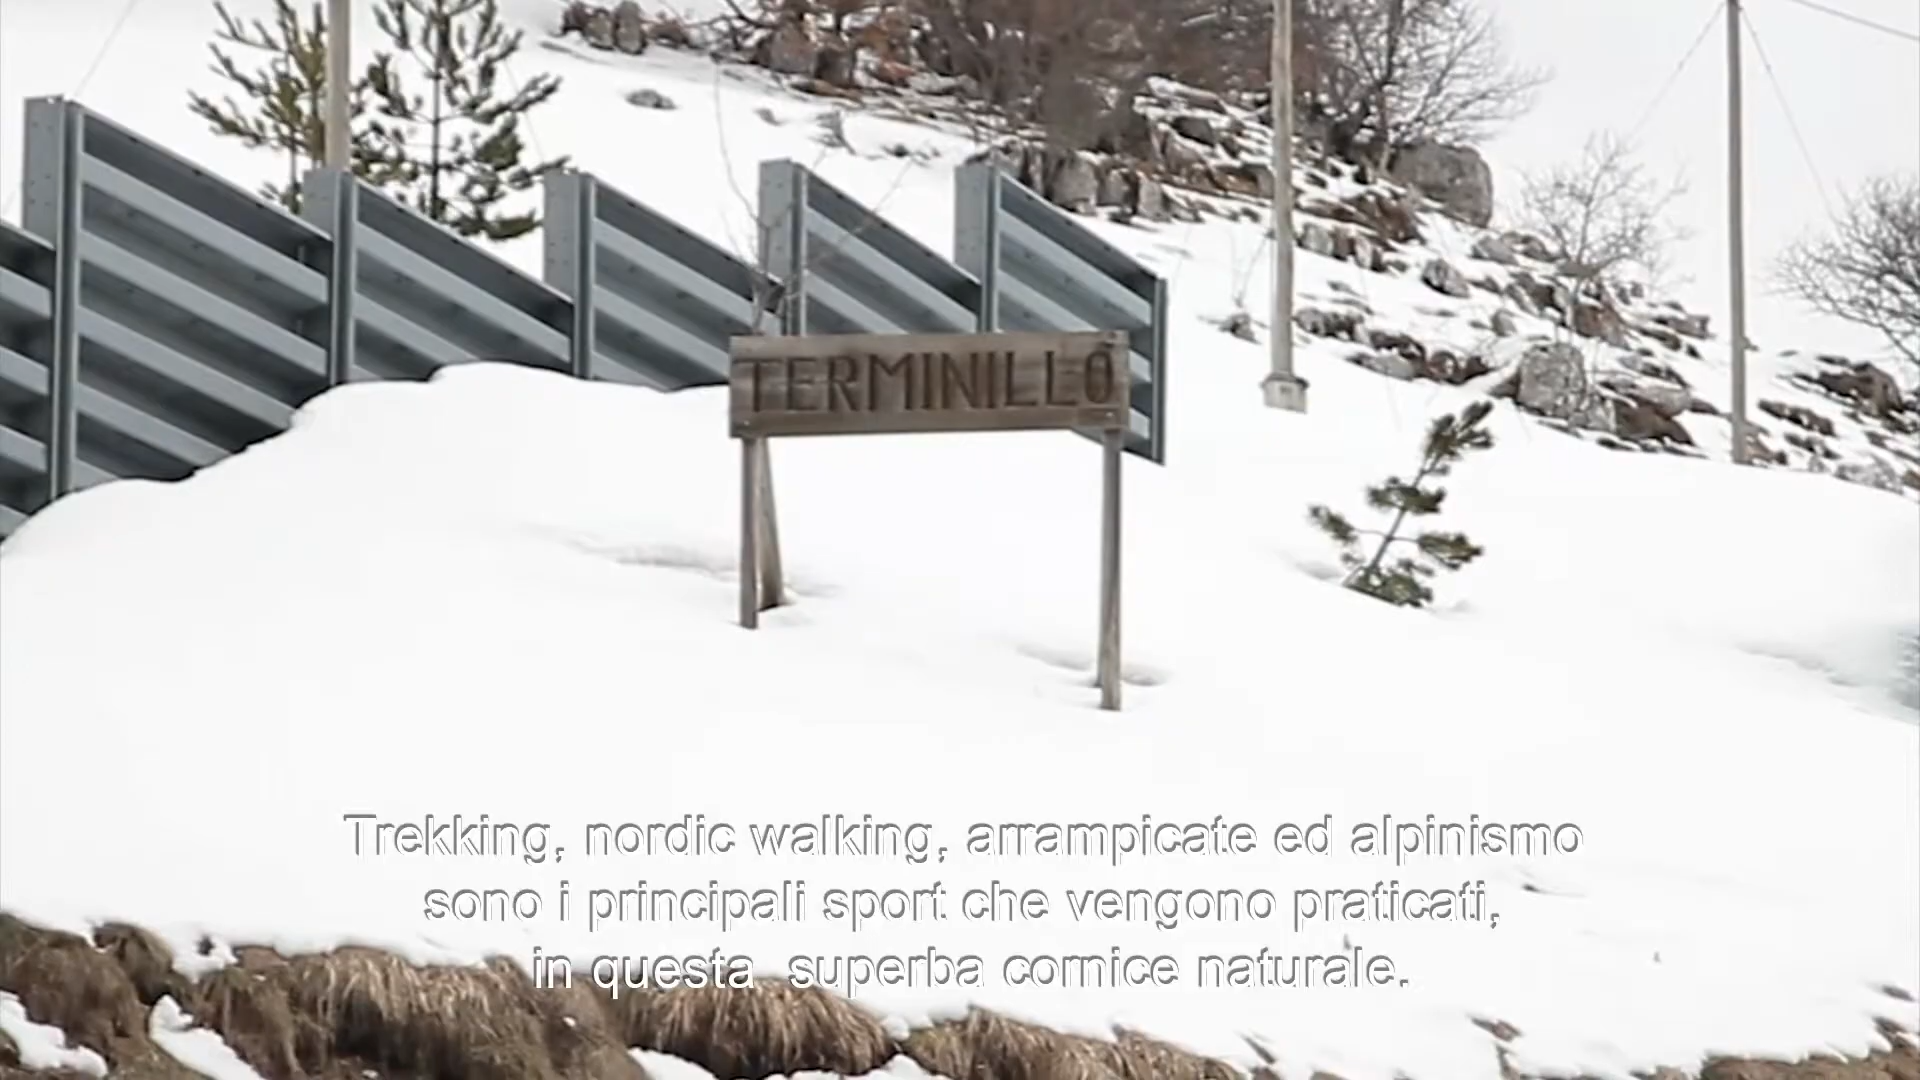 TERMINILLO
Trekking, nordic walking, arrampicate ed alpinismo
sono i principali sport che vengono praticati,
in questa  superba cornice naturale.